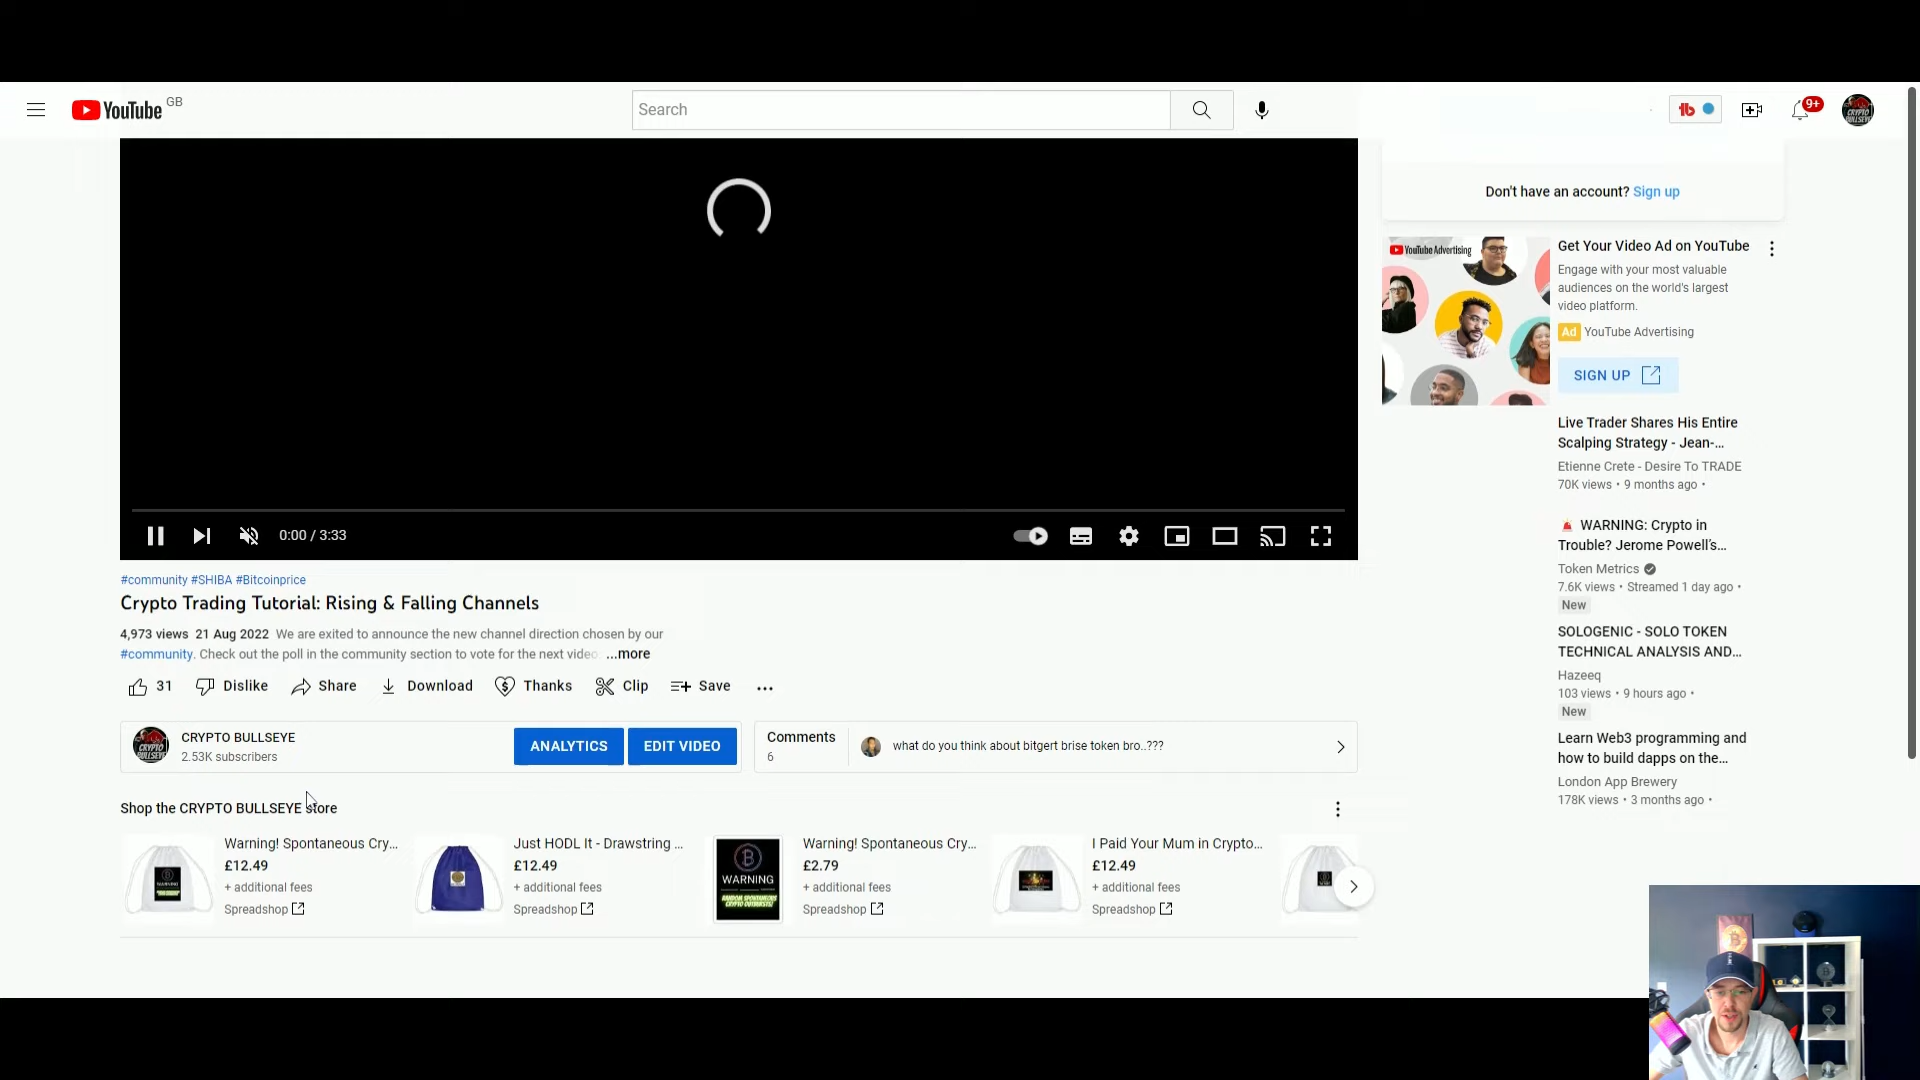 YouTube GB
Search
9+
Don't have an account? Sign up
YouTube Advertising
Get Your Video Ad on YouTube
Engage with your most valuable
audiences on the world's largest
video platform.
Ad YouTube Advertising
SIGN UP
Live Trader Shares His Entire
Scalping Strategy - Jean-...
Etienne Crete - Desire To TRADE
70K views • 9 months ago •
WARNING: Crypto in
Trouble? Jerome Powell's...
Token Metrics
7.6K views • Streamed 1 day ago •
New
SOLOGENIC - SOLO TOKEN
TECHNICAL ANALYSIS AND...
Hazeeq
103 views • 9 hours ago •
New
Learn Web3 programming and
how to build dapps on the...
London App Brewery
178K views • 3 months ago •
0:00 / 3:33
#community #SHIBA #Bitcoinprice
Crypto Trading Tutorial: Rising & Falling Channels
4,973 views 21 Aug 2022 We are exited to announce the new channel direction chosen by our
#community. Check out the poll in the community section to vote for the next video ...more
31 Dislike Share Download Thanks Clip Save
CRYPTO BULLSEYE
2.53K subscribers
ANALYTICS
EDIT VIDEO
Comments
6
what do you think about bitgert brise token bro..???
Shop the CRYPTO BULLSEYE store
Warning! Spontaneous Cry...
£12.49
+ additional fees
Spreadshop
Just HODL It - Drawstring ...
£12.49
+ additional fees
Spreadshop
WARNING
RANDOM SPONTANEOUS
CRYPTO OUTBURSTS!
Warning! Spontaneous Cry...
£2.79
+ additional fees
Spreadshop
I Paid Your Mum in Crypto...
£12.49
+ additional fees
Spreadshop